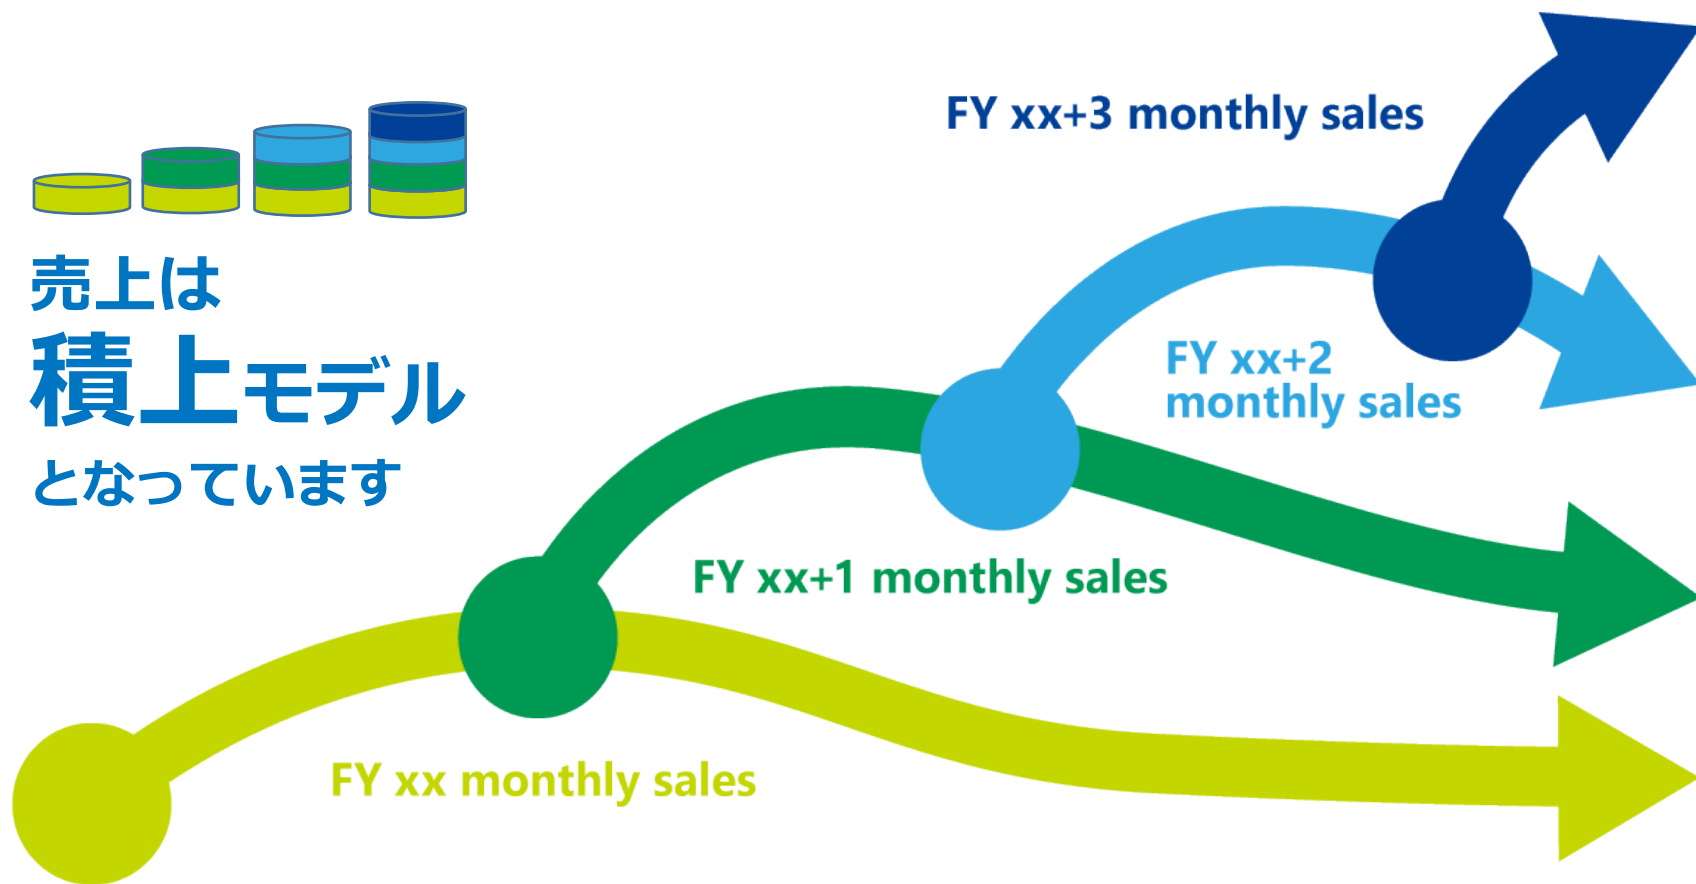 売上は
積上モデル
となっています
FY xx+3 monthly sales
FY xx+2
monthly sales
FY xx+1 monthly sales
FY xx monthly sales